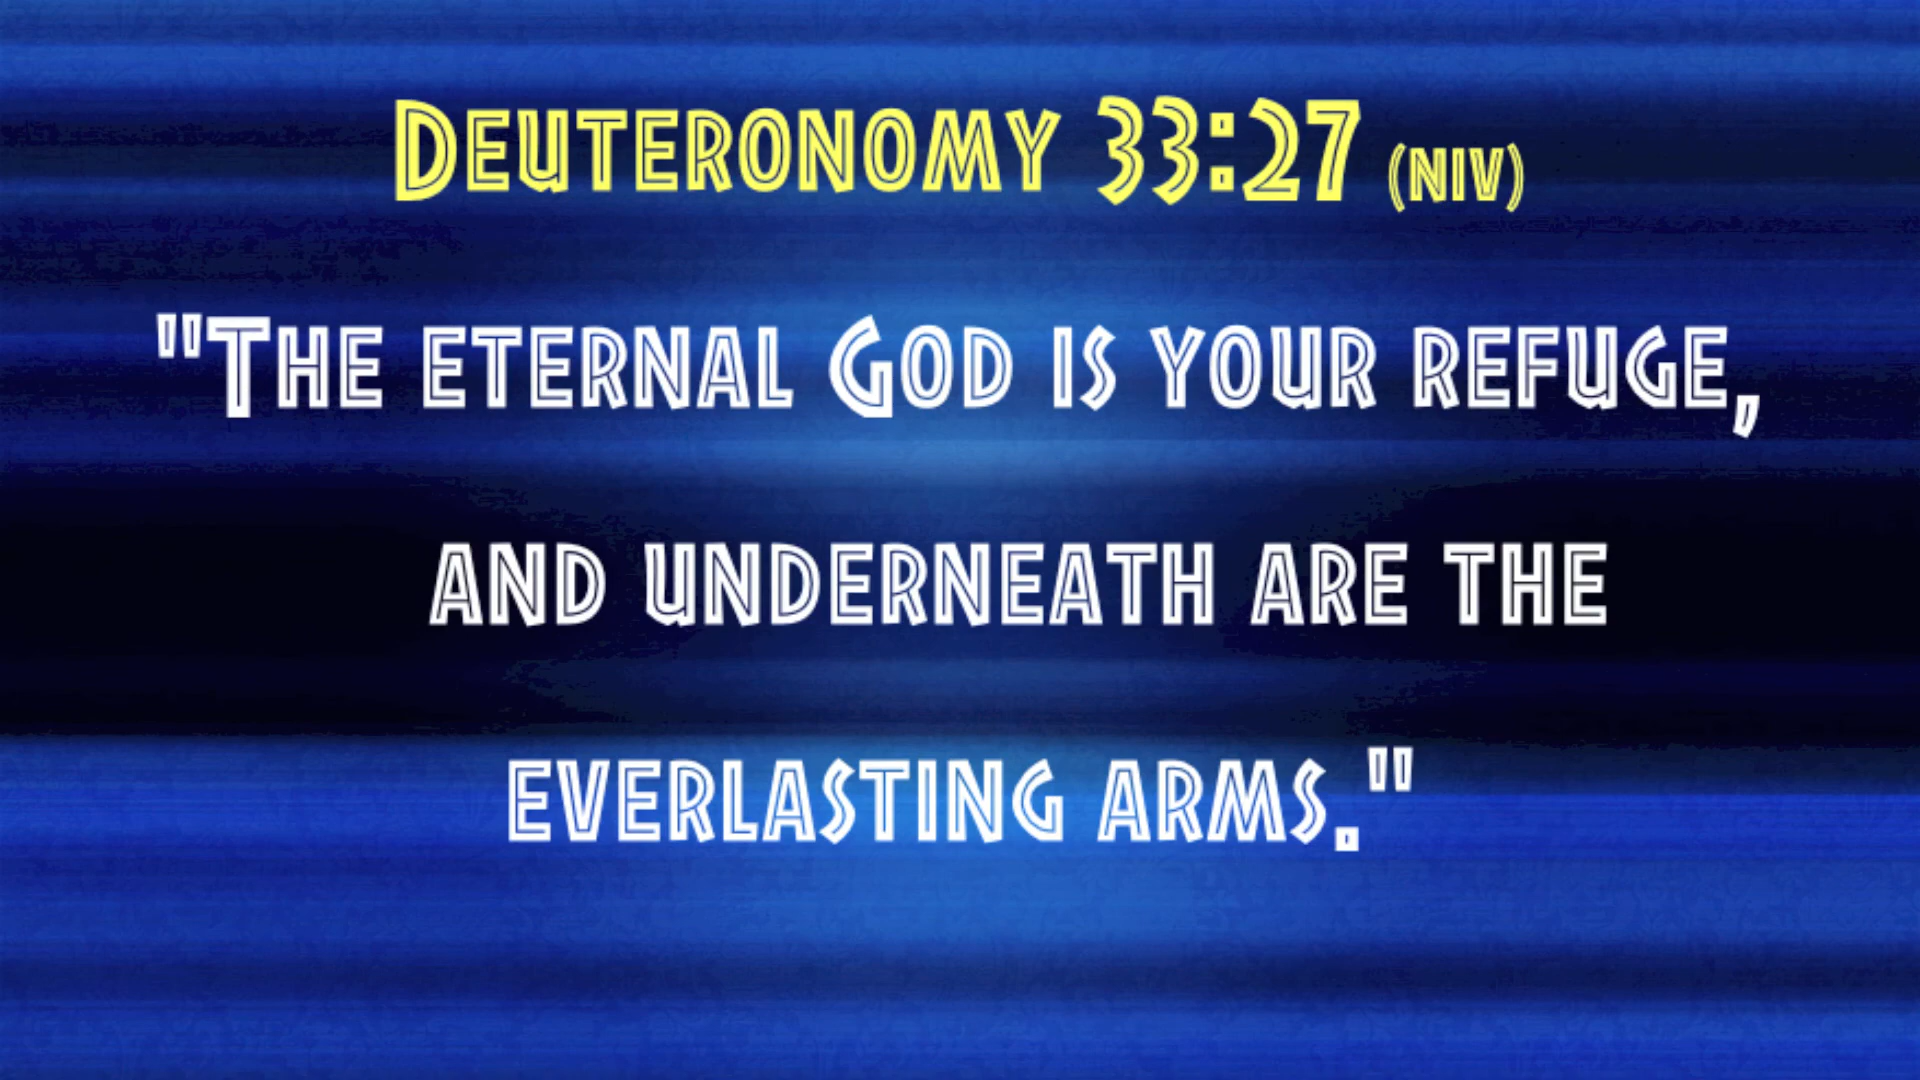 Deuteronomy 33:27 (NIV)
"The eternal God is your refuge,
and underneath are the
everlasting arms."